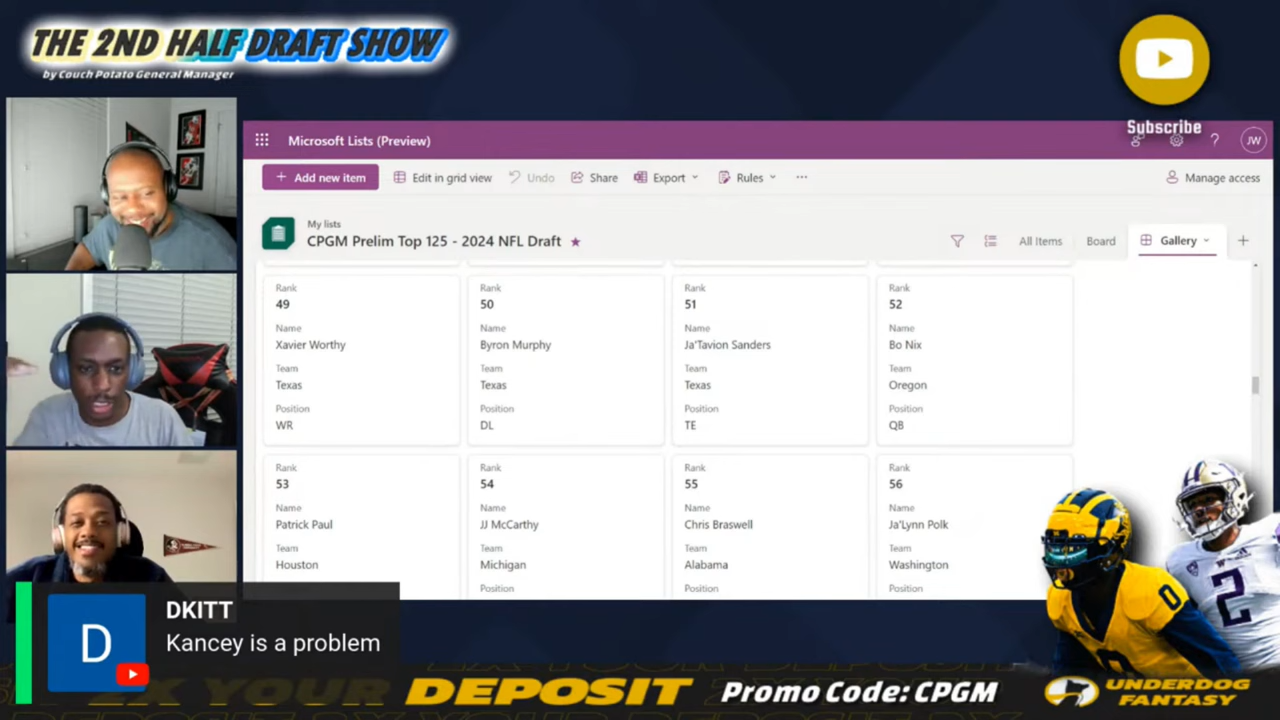 THE 2ND HALF DRAFT SHOW
by Couch Potato General Manager
Subscribe
Microsoft Lists (Preview)
?
JW
+ Add new item
Edit in grid view
Undo
Share
Export
Rules
...
Manage access
My lists
CPGM Prelim Top 125 - 2024 NFL Draft
All Items
Board
Gallery
+
Rank
49
Name
Xavier Worthy
Team
Texas
Position
WR
Rank
50
Name
Byron Murphy
Team
Texas
Position
DL
Rank
51
Name
Ja'Tavion Sanders
Team
Texas
Position
TE
Rank
52
Name
Bo Nix
Team
Oregon
Position
QB
Rank
53
Name
Patrick Paul
Team
Houston
Rank
54
Name
JJ McCarthy
Team
Michigan
Position
Rank
55
Name
Chris Braswell
Team
Alabama
Position
Rank
56
Name
Ja'Lynn Polk
Team
Washington
Position
0
2
D
DKITT
Kancey is a problem
2X YOUR DEPOSIT
Promo Code: CPGM
UNDERDOG
FANTASY